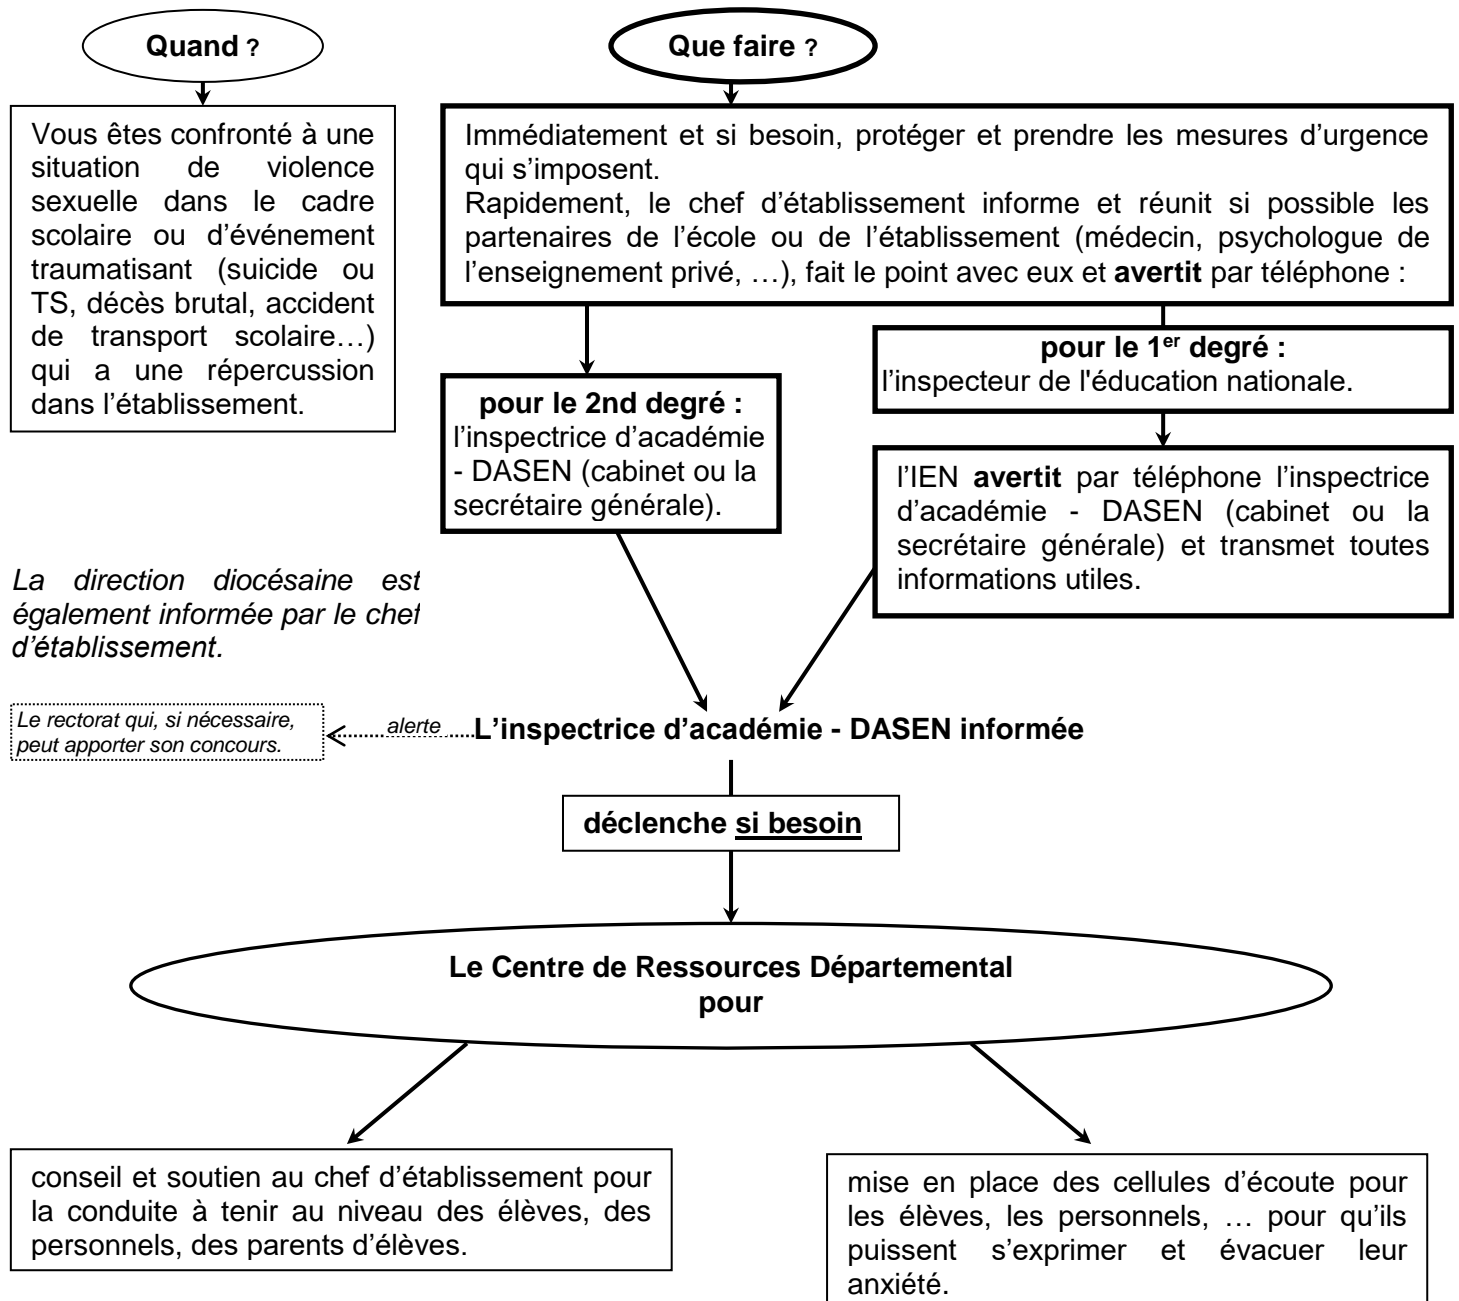 Quand ?
Vous êtes confronté à une
situation de violence
sexuelle dans le cadre
scolaire ou d’événement
traumatisant (suicide ou
TS, décès brutal, accident
de transport scolaire…)
qui a une répercussion
dans l’établissement.
Que faire ?
Immédiatement et si besoin, protéger et prendre les mesures d’urgence
qui s’imposent.
Rapidement, le chef d’établissement informe et réunit si possible les
partenaires de l’école ou de l’établissement (médecin, psychologue de
l’enseignement privé, …), fait le point avec eux et avertit par téléphone :
pour le 2nd degré :
l’inspectrice d’académie
- DASEN (cabinet ou la
secrétaire générale).
pour le 1er degré :
l’inspecteur de l'éducation nationale.
l’IEN avertit par téléphone l’inspectrice
d’académie - DASEN (cabinet ou la
secrétaire générale) et transmet toutes
informations utiles.
La direction diocésaine est
également informée par le chef
d’établissement.
Le rectorat qui, si nécessaire,
peut apporter son concours.
alerte
L’inspectrice d’académie - DASEN informée
déclenche si besoin
Le Centre de Ressources Départemental
pour
conseil et soutien au chef d’établissement pour
la conduite à tenir au niveau des élèves, des
personnels, des parents d’élèves.
mise en place des cellules d’écoute pour
les élèves, les personnels, … pour qu’ils
puissent s’exprimer et évacuer leur
anxiété.